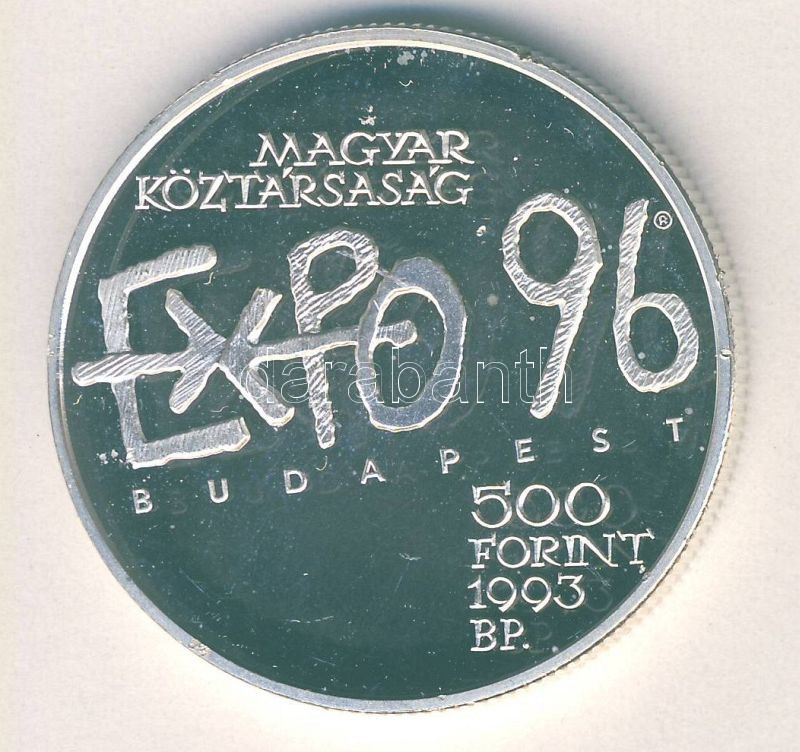 MAGYAR
KÖZTÁRSASÁG
EXPO 96®
BUDAPEST
500
FORINT
1993
BP.
darabanth